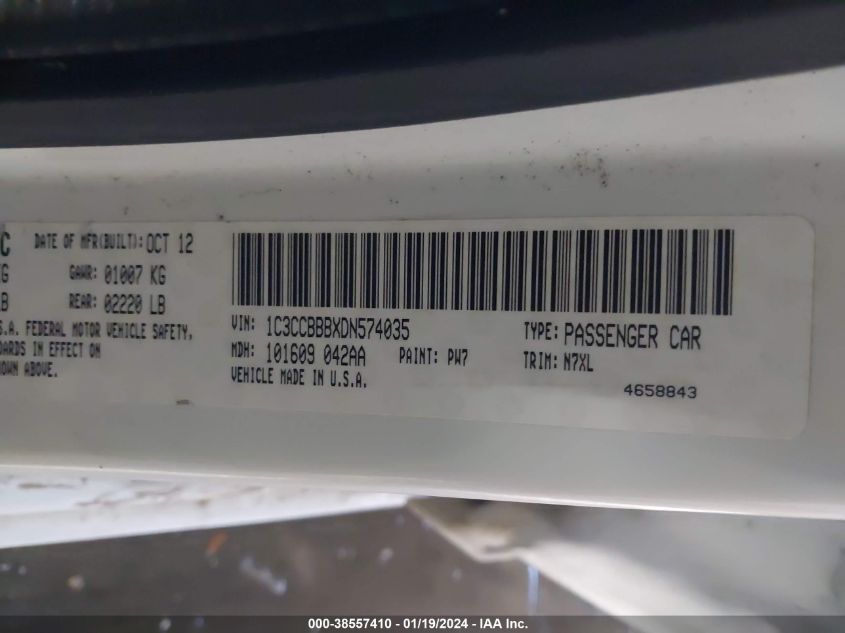 C DATE OF MFR(BUILT): OCT 12
KG GAWR: 01007 KG
LB REAR: 02220 LB
S.A. FEDERAL MOTOR VEHICLE SAFETY,
DARDS IN EFFECT ON
OWN ABOVE.
VIN: 1C3CCBBBXDN574035 TYPE: PASSENGER CAR
MDH: 101609 042AA PAINT: PW7 TRIM: N7XL
VEHICLE MADE IN U.S.A.
4658843
000-38557410 - 01/19/2024 - IAA Inc.